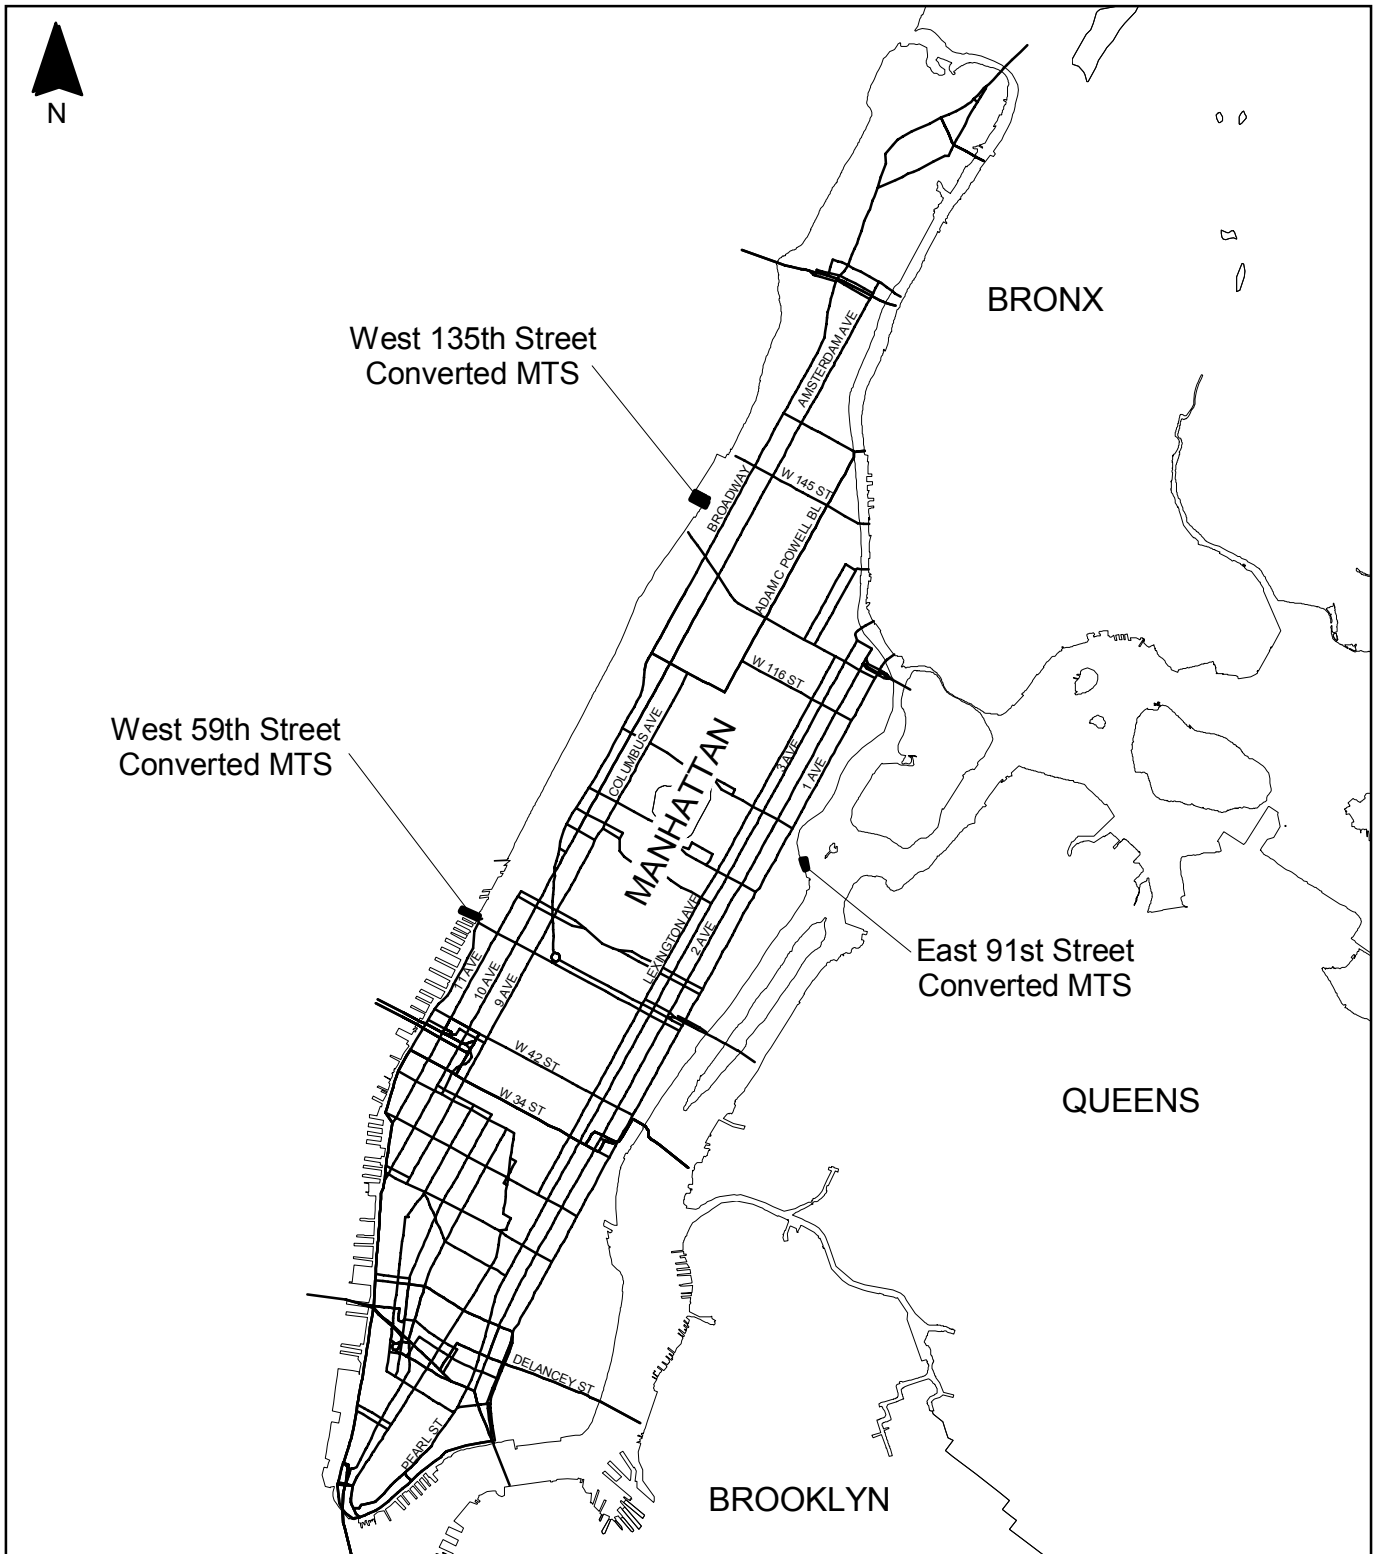 N
BRONX
West 135th Street
Converted MTS
AMSTERDAM AVE
BROADWAY
W 145 ST
ADAM C POWELL BL
W 116 ST
West 59th Street
Converted MTS
COLUMBUS AVE
MANHATTAN
3 AVE
1 AVE
LEXINGTON AVE
2 AVE
East 91st Street
Converted MTS
11 AVE
10 AVE
9 AVE
W 42 ST
W 34 ST
QUEENS
DELANCEY ST
PEARL ST
BROOKLYN